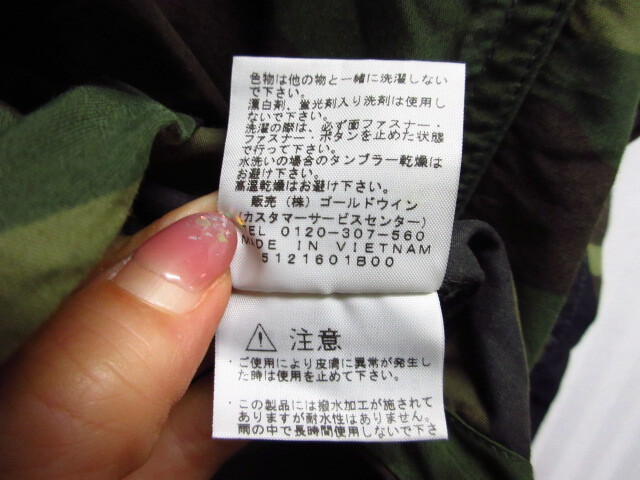 色物は他の物と一緒に洗濯しない
で下さい。
漂白剤、蛍光剤入り洗剤は使用し
ないで下さい。
洗濯の際は、必ず面ファスナー・
ファスナー・ボタンを止めた状態
で行って下さい。
水洗いの場合のタンブラー乾燥は
お避け下さい。
高温乾燥はお避け下さい。
販売 (株) ゴールドウイン
(カスタマーサービスセンター)
TEL 0120-307-560
MADE IN VIETNAM
5121601B00
注意
・ご使用により皮膚に異常が発生し
た時は使用を止めて下さい。
・この製品には撥水加工が施されて
ありますが耐水性はありません。
雨の中で長時間使用しないで下さ